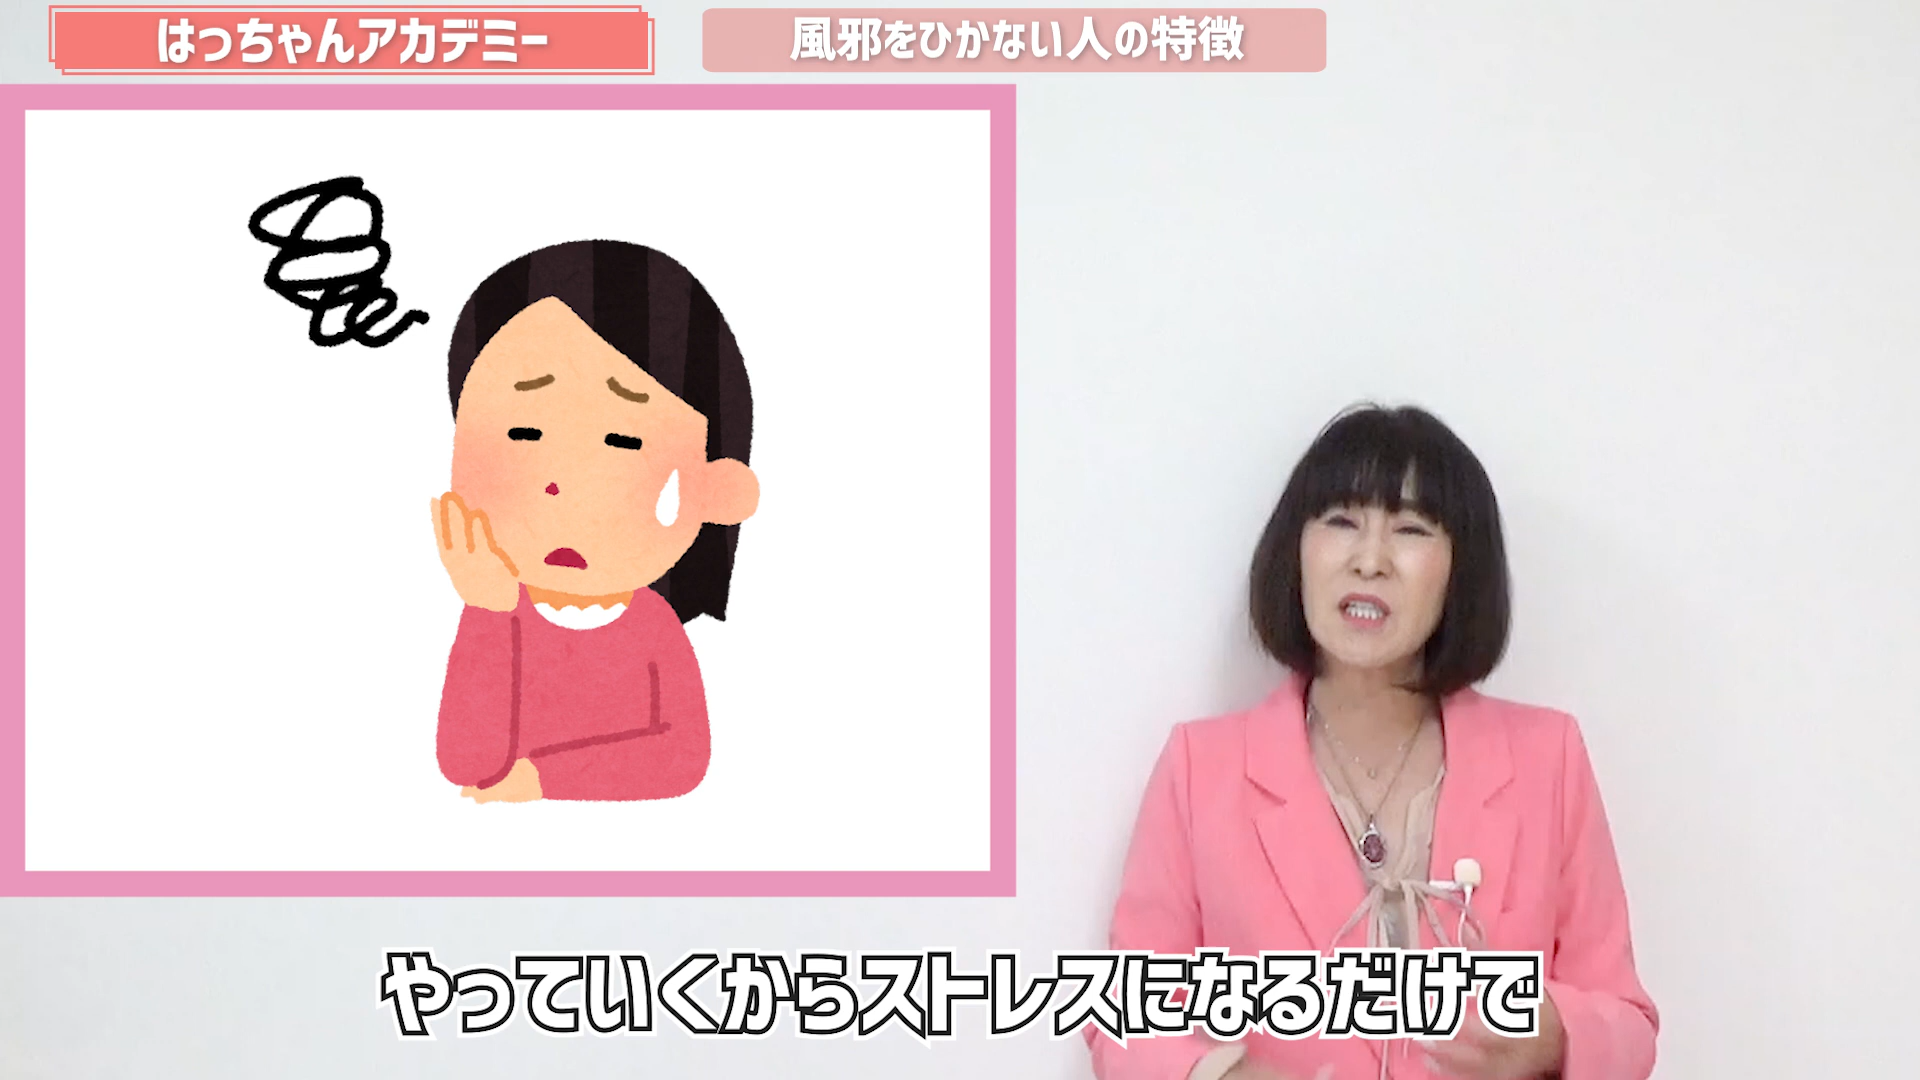 はっちゃんアカデミー
風邪をひかない人の特徴
やっていくからストレスになるだけで